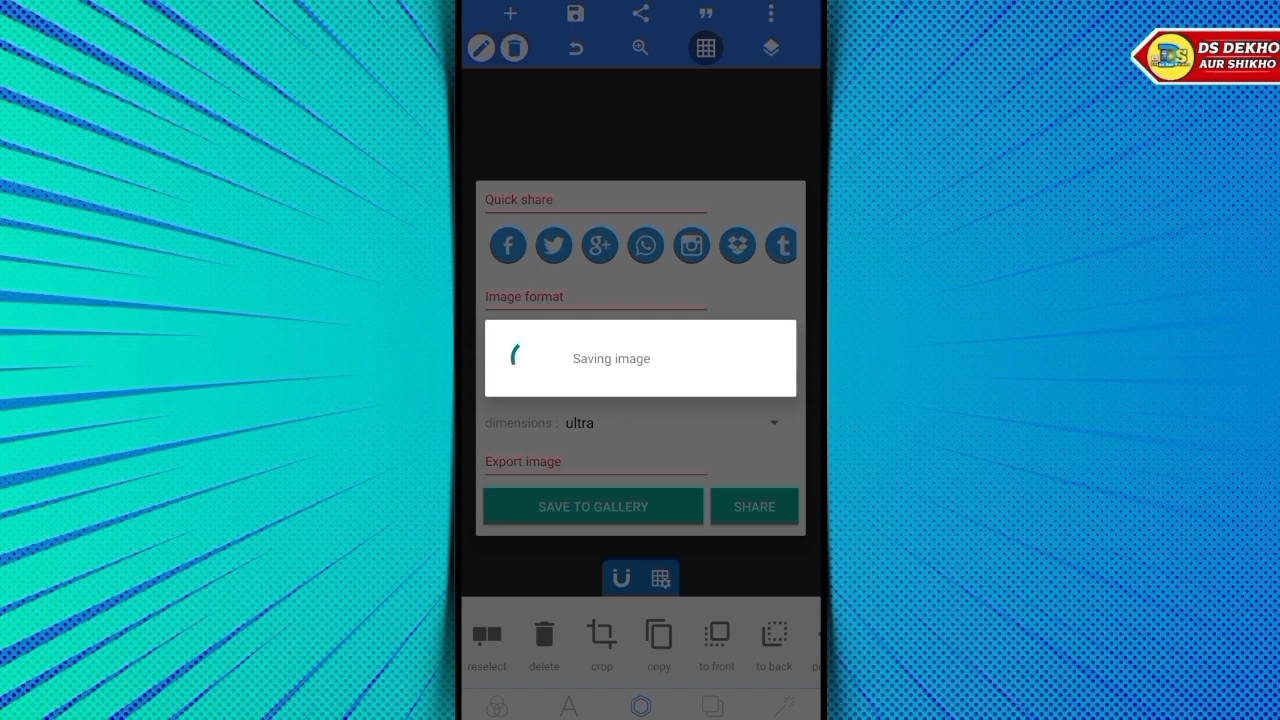 DS DEKHO
AUR SHIKHO
Quick share
Image format
Saving image
dimensions : ultra
Export image
SAVE TO GALLERY
SHARE
reselect
delete
crop
copy
to front
to back